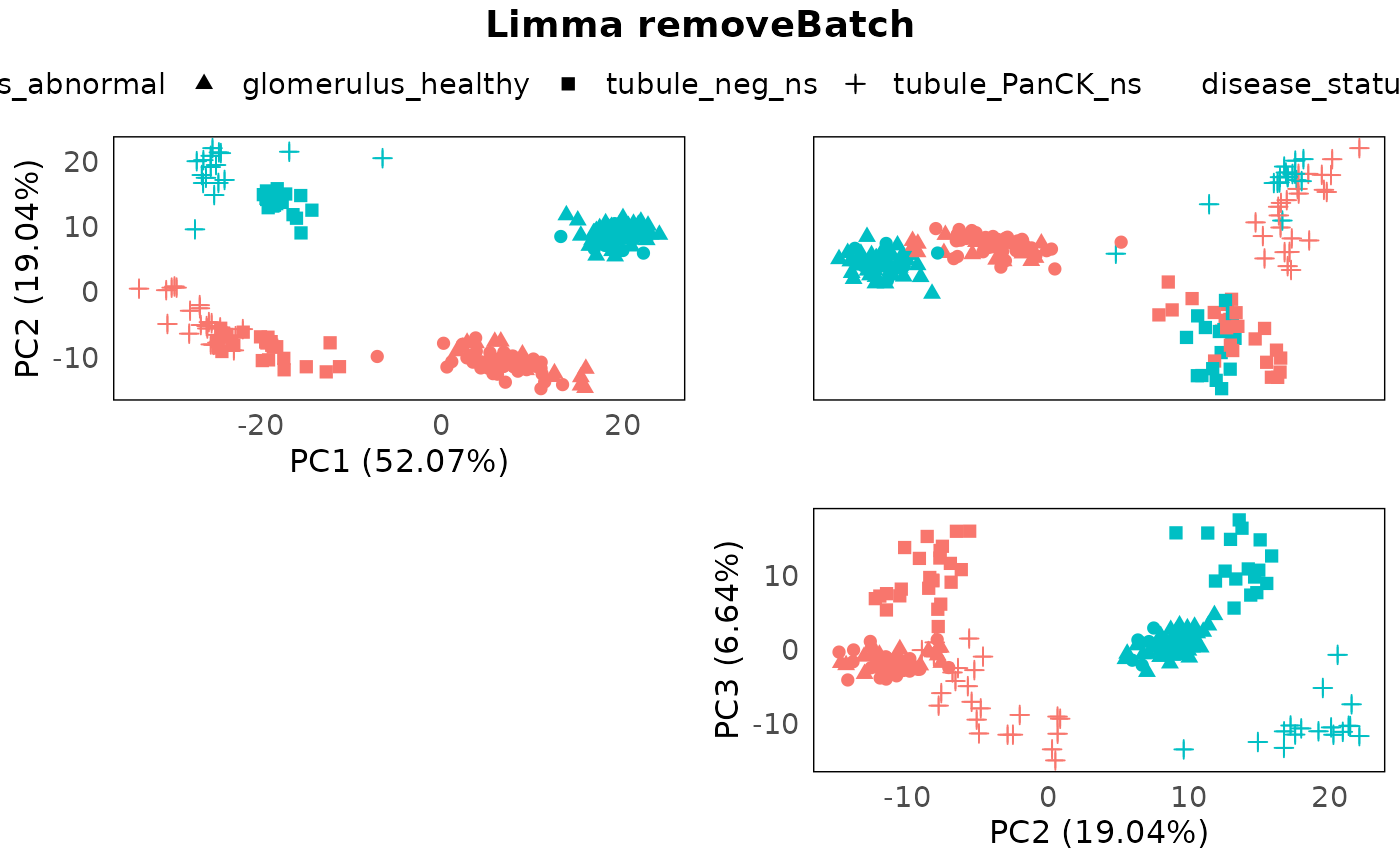 Limma removeBatch
s_abnormal glomerulus_healthy tubule_neg_ns tubule_PanCK_ns disease_statu
PC2 (19.04%)
20
10
0
-10
-20 0 20
PC1 (52.07%)
PC3 (6.64%)
10
0
-10
-10 0 10 20
PC2 (19.04%)